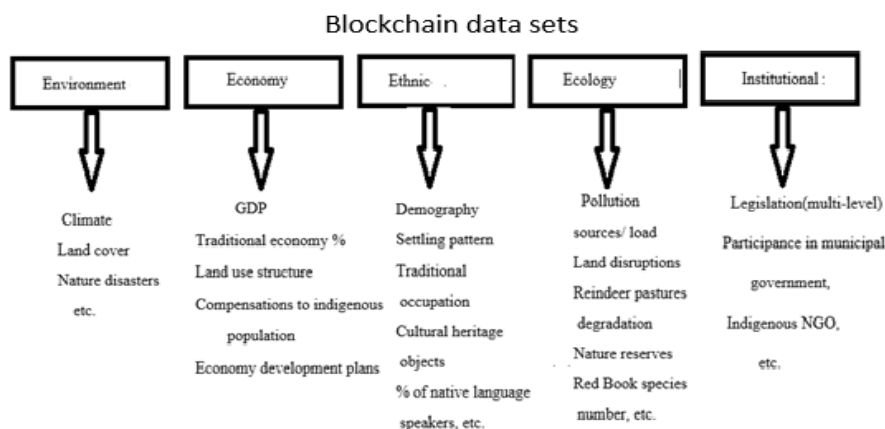 Blockchain data sets
Environment
Economy
Ethnic .
Ecology
Institutional :
Climate
Land cover
Nature disasters
etc.
GDP
Traditional economy %
Land use structure
Compensations to indigenous
population
Economy development plans
Demography
Settling pattern
Traditional
occupation
Cultural heritage
objects
% of native language
speakers, etc.
Pollution
sources/ load
Land disruptions
Reindeer pastures
degradation
Nature reserves
Red Book species
number, etc.
Legislation(multi-level)
Participance in municipal
government,
Indigenous NGO,
etc.